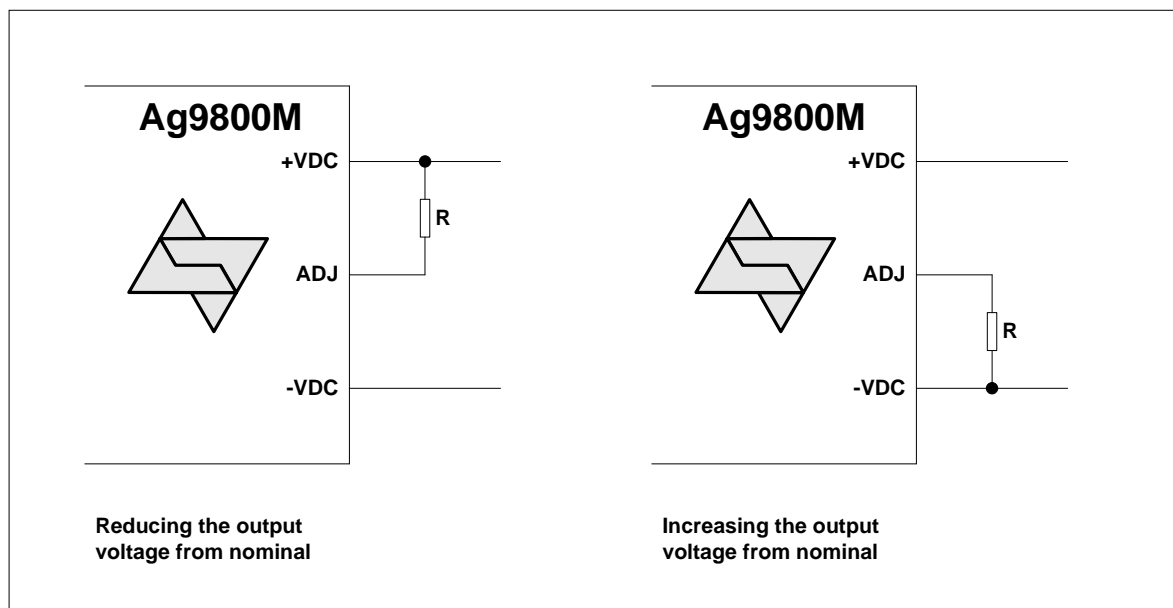 Ag9800M
+VDC
R
ADJ
-VDC
Reducing the output
voltage from nominal
Ag9800M
+VDC
ADJ
R
-VDC
Increasing the output
voltage from nominal